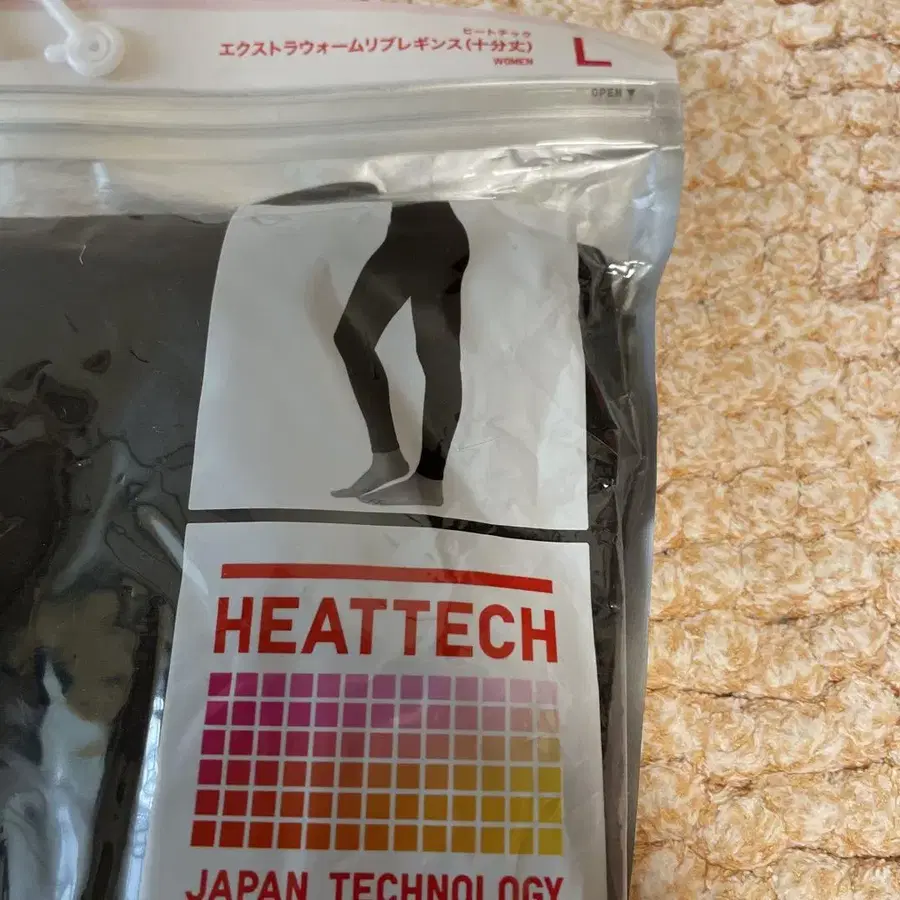 ヒートテック
エクストラウォームリブレギンス(十分丈)
WOMEN
L
OPEN ▼
HEATTECH
JAPAN TECHNOLOGY